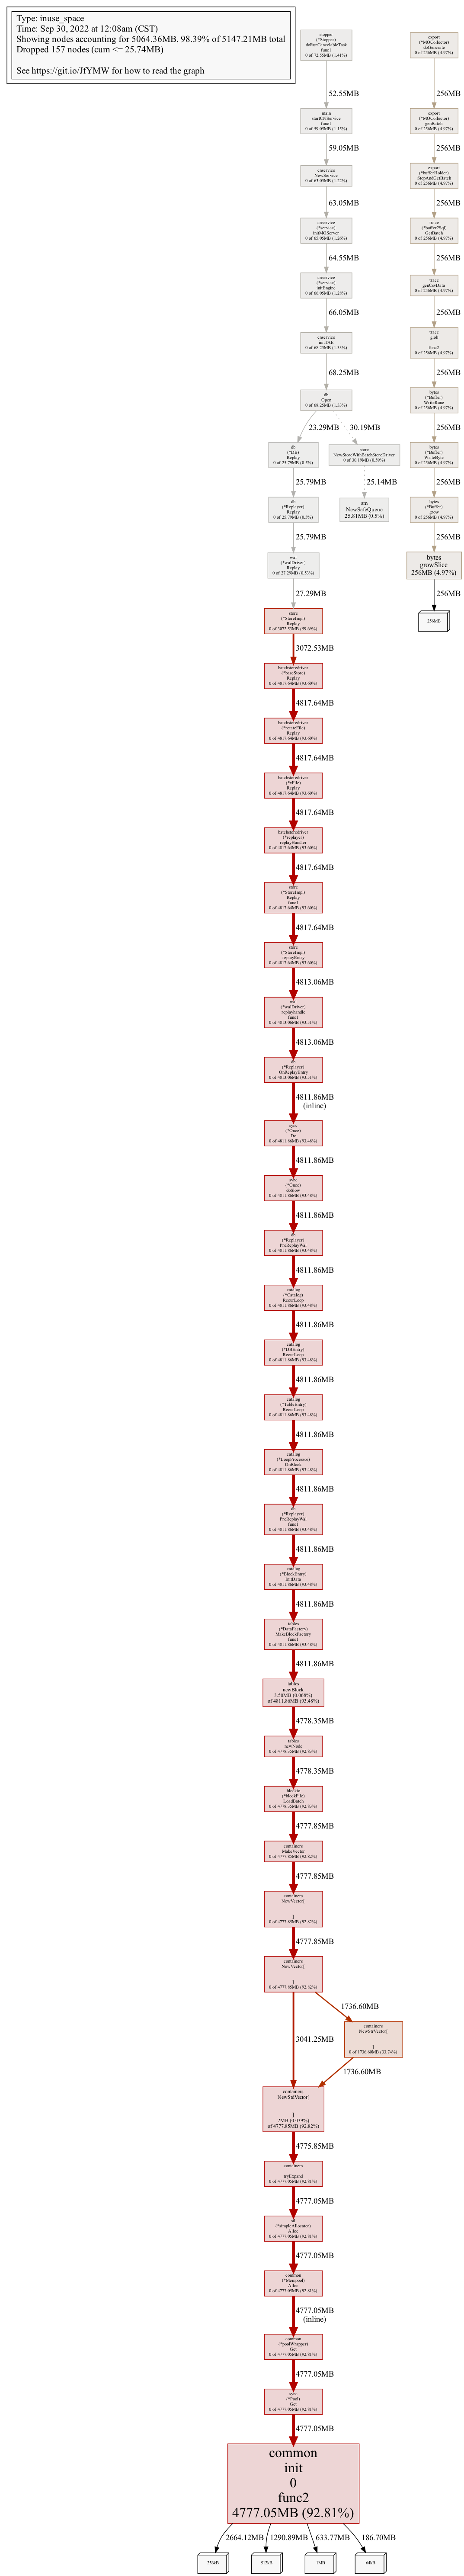 Type: inuse_space
Time: Sep 30, 2022 at 12:08am (CST)
Showing nodes accounting for 5064.36MB, 98.39% of 5147.21MB total
Dropped 157 nodes (cum <= 25.74MB)
See https://git.io/JfYMW for how to read the graph
stopper
(*Stopper)
doRunCancelableTask
func1
0 of 72.55MB (1.41%)
52.55MB
main
startCNService
func1
0 of 59.05MB (1.15%)
59.05MB
cnservice
NewService
0 of 63.05MB (1.22%)
63.05MB
cnservice
(*service)
initMOServer
64.55MB
cnservice
(*service)
initEngine
66.05MB
cnservice
initTAE
0 of 68.25MB (1.33%)
68.25MB
db
Open
0 of 68.25MB (1.33%)
23.29MB
30.19MB
db
(*DB)
Replay
0 of 25.79MB (0.5%)
store
NewStoreWithBatchStoreDriver
0 of 30.19MB (0.59%)
25.79MB
25.14MB
db
(*Replayer)
Replay
0 of 25.79MB (0.5%)
NewSafeQueue
25.81MB (0.5%)
25.79MB
wal
(*walDriver)
Replay
0 of 27.29MB (0.53%)
27.29MB
store
(*StoreImpl)
Replay
0 of 3072.53MB (59.69%)
3072.53MB
batchstoredriver
(*baseStore)
Replay
0 of 4817.64MB (93.60%)
4817.64MB
batchstoredriver
(*rotateFile)
Replay
0 of 4817.64MB (93.60%)
4817.64MB
batchstoredriver
(*vFile)
Replay
0 of 4817.64MB (93.60%)
4817.64MB
batchstoredriver
(*replayer)
replayHandler
0 of 4817.64MB (93.60%)
4817.64MB
store
(*StoreImpl)
Replay
func1
0 of 4817.64MB (93.60%)
4817.64MB
store
(*StoreImpl)
replayEntry
0 of 4817.64MB (93.60%)
4813.06MB
wal
(*walDriver)
replayhandle
func1
0 of 4813.06MB (93.51%)
4813.06MB
db
(*Replayer)
OnReplayEntry
0 of 4813.06MB (93.51%)
4811.86MB
(inline)
sync
(*Once)
Do
0 of 4811.86MB (93.48%)
4811.86MB
sync
(*Once)
doSlow
0 of 4811.86MB (93.48%)
4811.86MB
db
(*Replayer)
PreReplayWal
0 of 4811.86MB (93.48%)
4811.86MB
catalog
(*Catalog)
RecurLoop
0 of 4811.86MB (93.48%)
4811.86MB
catalog
(*DBEntry)
RecurLoop
0 of 4811.86MB (93.48%)
4811.86MB
catalog
(*TableEntry)
RecurLoop
0 of 4811.86MB (93.48%)
4811.86MB
catalog
(*LoopProcessor)
OnBlock
0 of 4811.86MB (93.48%)
4811.86MB
db
(*Replayer)
PreReplayWal
func1
0 of 4811.86MB (93.48%)
4811.86MB
catalog
(*BlockEntry)
InitData
0 of 4811.86MB (93.48%)
4811.86MB
tables
(*DataFactory)
MakeBlockFactory
func1
0 of 4811.86MB (93.48%)
4811.86MB
tables
newBlock
3.50MB (0.068%)
of 4811.86MB (93.48%)
4778.35MB
tables
newNode
0 of 4778.35MB (92.83%)
4778.35MB
blockio
(*blockFile)
LoadBatch
0 of 4778.35MB (92.83%)
4777.85MB
containers
MakeVector
0 of 4777.85MB (92.82%)
4777.85MB
containers
NewVector[
]
0 of 4777.85MB (92.82%)
4777.85MB
containers
NewVector[
]
0 of 4777.85MB (92.82%)
1736.60MB
3041.25MB
containers
NewStrVector[
]
0 of 1736.60MB (33.74%)
1736.60MB
containers
NewStdVector[
]
2MB (0.039%)
of 4777.85MB (92.82%)
4775.85MB
containers
tryExpand
0 of 4777.05MB (92.81%)
4777.05MB
(*simpleAllocator)
Alloc
0 of 4777.05MB (92.81%)
4777.05MB
common
(*Mempool)
Alloc
0 of 4777.05MB (92.81%)
4777.05MB
(inline)
common
(*poolWrapper)
Get
0 of 4777.05MB (92.81%)
4777.05MB
sync
(*Pool)
Get
0 of 4777.05MB (92.81%)
4777.05MB
common
init
0
func2
4777.05MB (92.81%)
2664.12MB
1290.89MB
633.77MB
186.70MB
256kB
512kB
1MB
64kB
export
(*MOCollector)
doGenerate
0 of 256MB (4.97%)
256MB
export
(*MOCollector)
genBatch
0 of 256MB (4.97%)
256MB
export
(*bufferHolder)
StopAndGetBatch
0 of 256MB (4.97%)
256MB
trace
(*buffer2Sql)
GetBatch
0 of 256MB (4.97%)
256MB
trace
genCsvData
0 of 256MB (4.97%)
256MB
trace
glob
func2
0 of 256MB (4.97%)
256MB
bytes
(*Buffer)
WriteRune
0 of 256MB (4.97%)
256MB
bytes
(*Buffer)
WriteByte
0 of 256MB (4.97%)
256MB
bytes
(*Buffer)
grow
0 of 256MB (4.97%)
256MB
bytes
growSlice
256MB (4.97%)
256MB
256MB